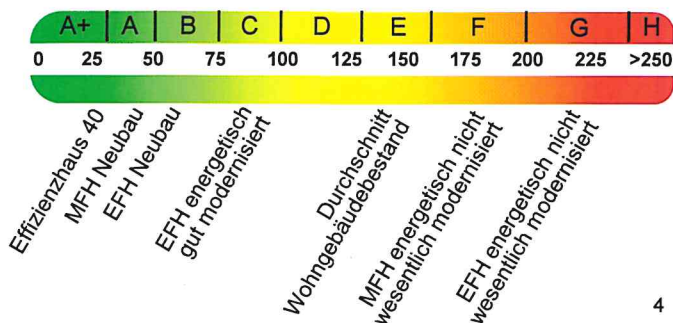 A+ A B C D E F G H
0 25 50 75 100 125 150 175 200 225 >250
Effizienzhaus 40
MFH Neubau
EFH Neubau
EFH energetisch
gut modernisiert
Durchschnitt
Wohngebäudebestand
MFH energetisch nicht
wesentlich modernisiert
EFH energetisch nicht
wesentlich modernisiert
4